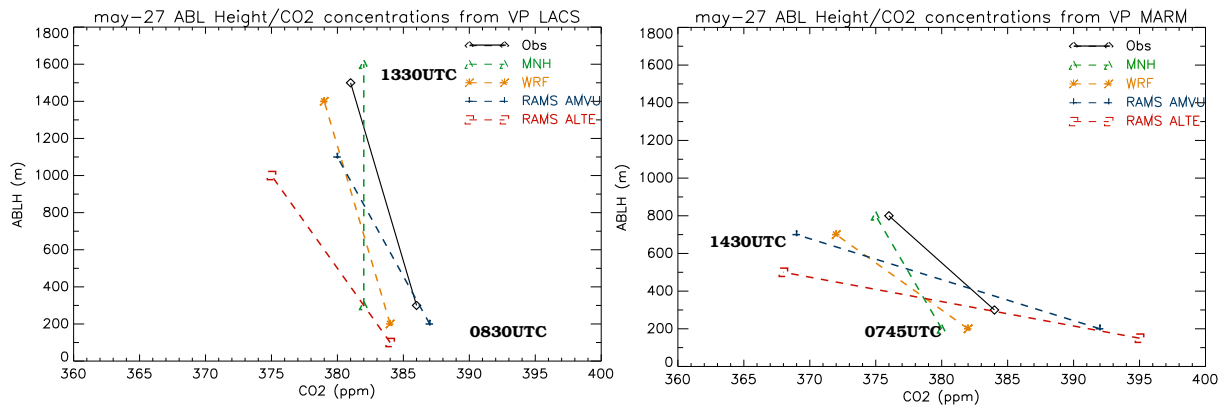 may-27 ABL Height/CO2 concentrations from VP LACS
1800
1600
1400
1200
1000
800
600
400
200
0
ABLH (m)
360
365
370
375
380
385
390
395
400
CO2 (ppm)
Obs
MNH
WRF
RAMS AMVU
RAMS ALTE
1330UTC
0830UTC
may-27 ABL Height/CO2 concentrations from VP MARM
1800
1600
1400
1200
1000
800
600
400
200
0
ABLH (m)
360
365
370
375
380
385
390
395
400
CO2 (ppm)
Obs
MNH
WRF
RAMS AMVU
RAMS ALTE
1430UTC
0745UTC